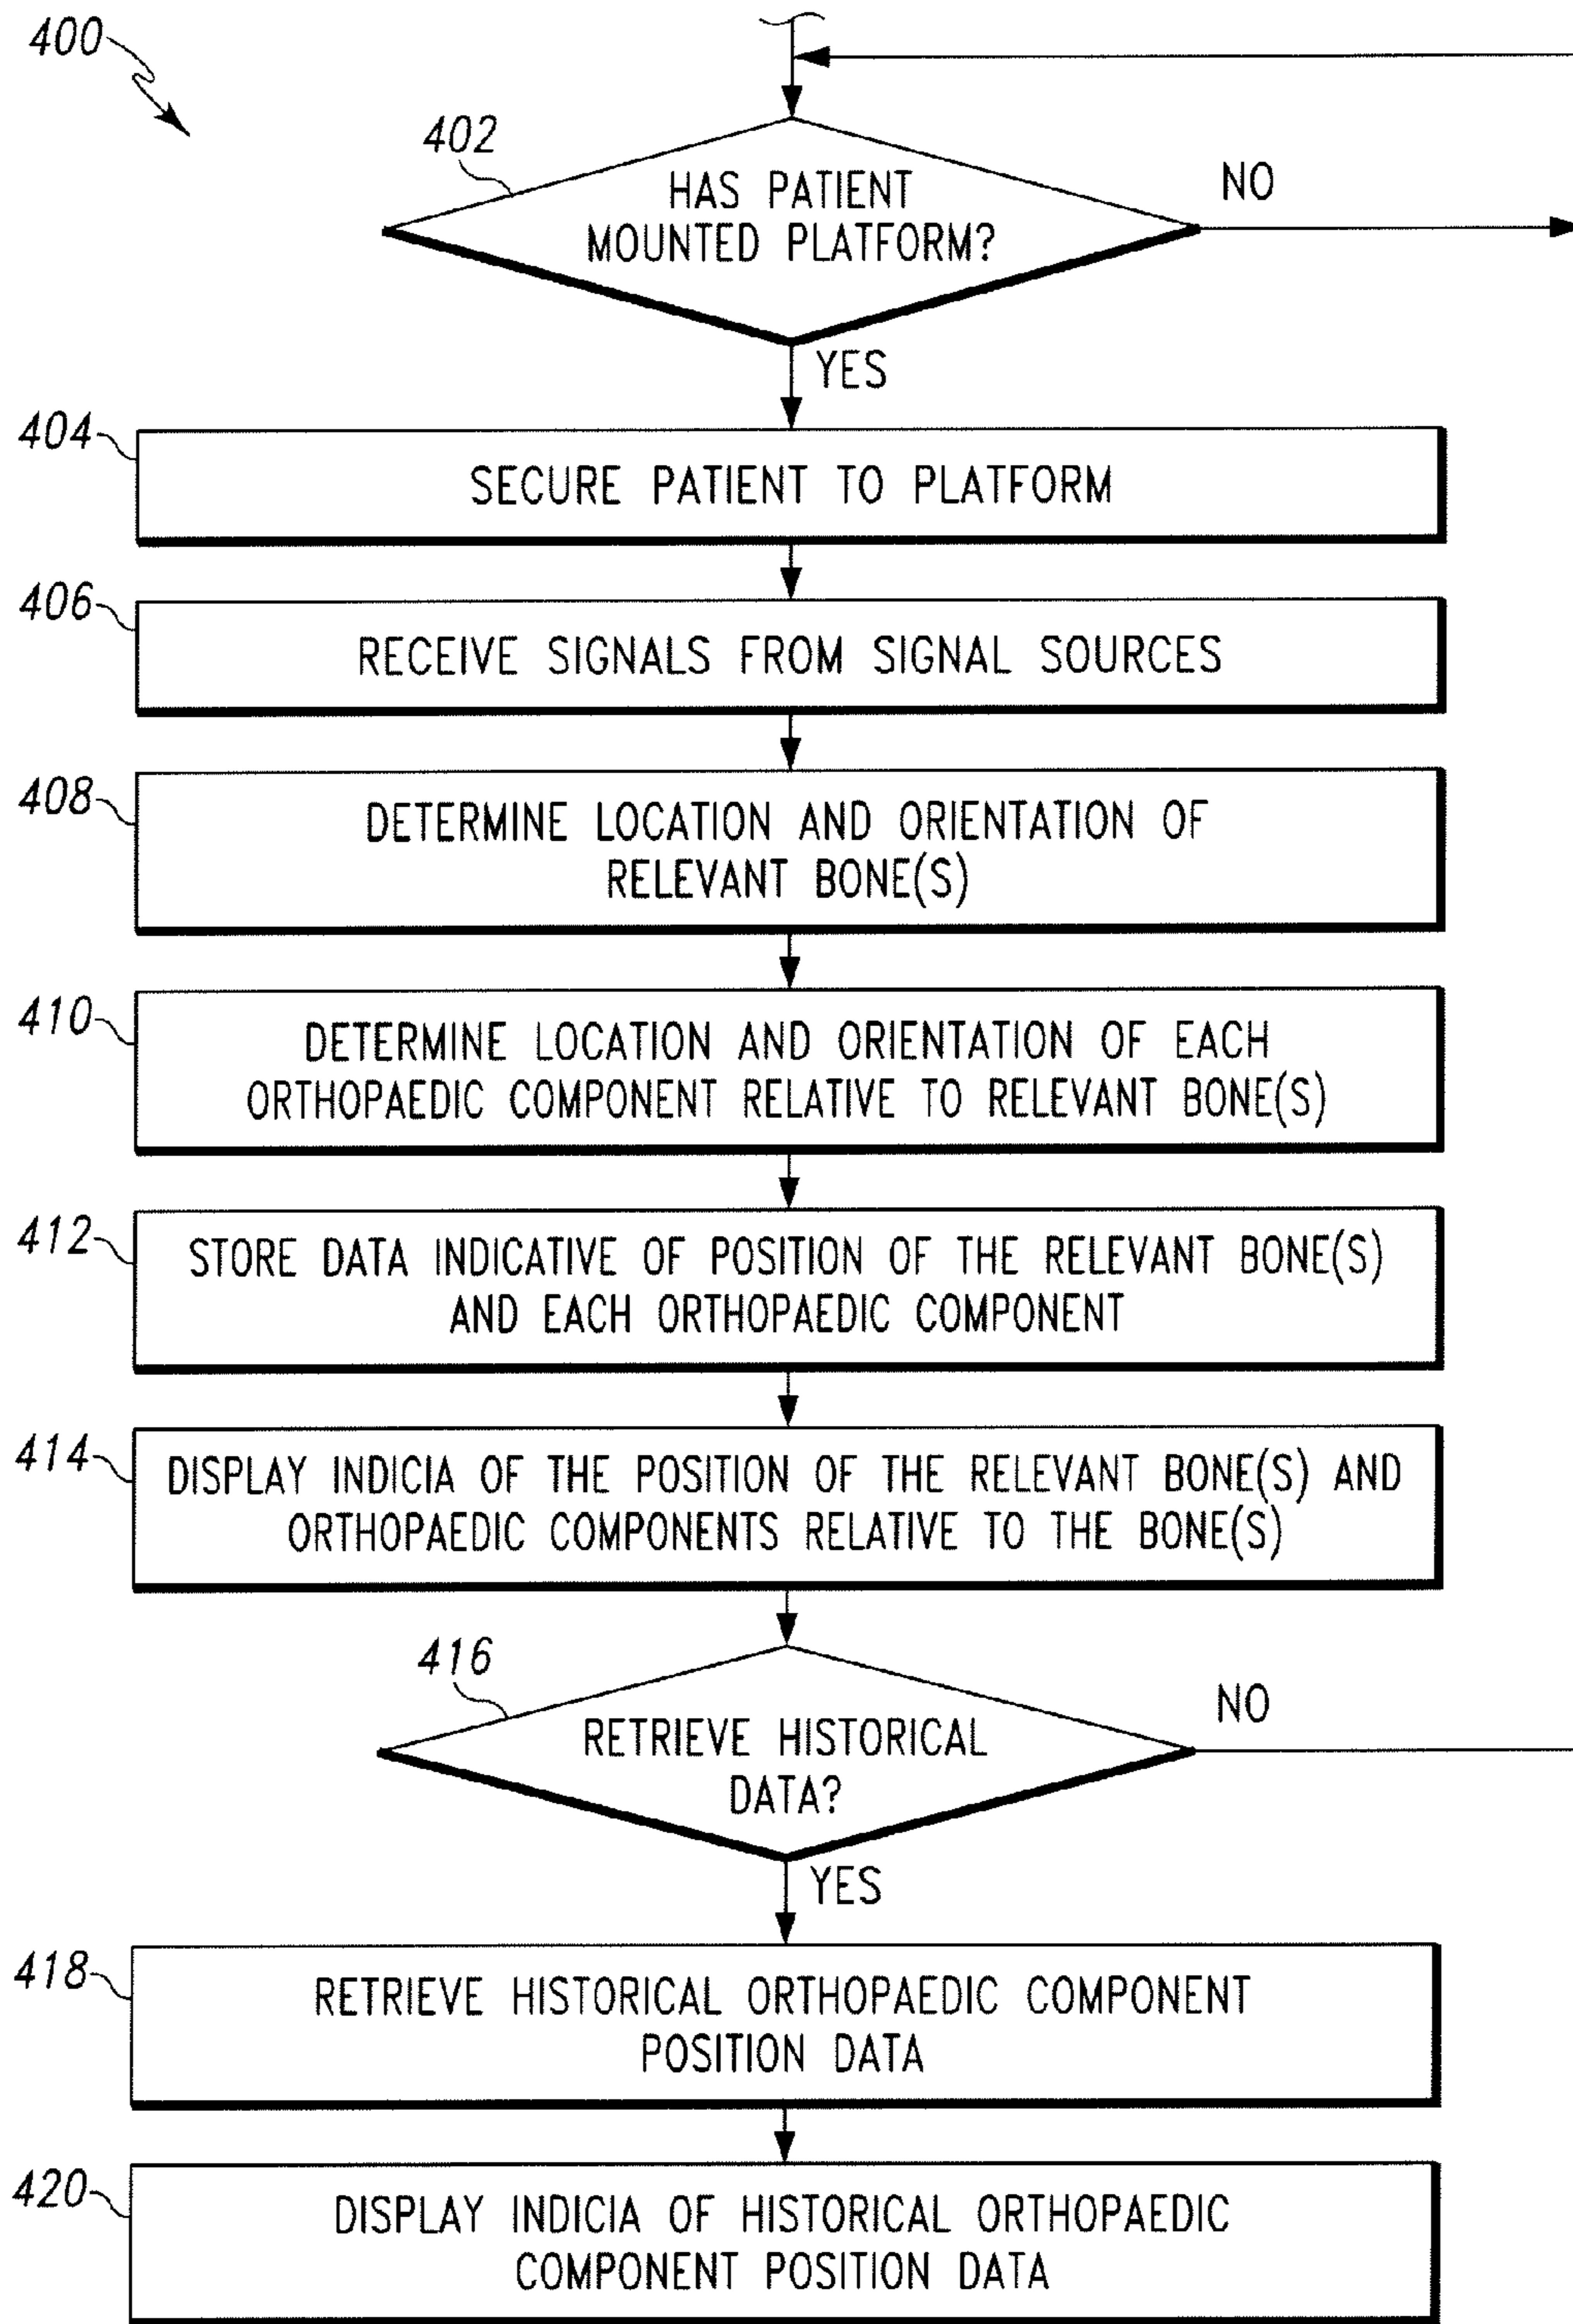 400
402
HAS PATIENT
MOUNTED PLATFORM?
NO
YES
404
SECURE PATIENT TO PLATFORM
406
RECEIVE SIGNALS FROM SIGNAL SOURCES
408
DETERMINE LOCATION AND ORIENTATION OF
RELEVANT BONE(S)
410
DETERMINE LOCATION AND ORIENTATION OF EACH
ORTHOPAEDIC COMPONENT RELATIVE TO RELEVANT BONE(S)
412
STORE DATA INDICATIVE OF POSITION OF THE RELEVANT BONE(S)
AND EACH ORTHOPAEDIC COMPONENT
414
DISPLAY INDICIA OF THE POSITION OF THE RELEVANT BONE(S) AND
ORTHOPAEDIC COMPONENTS RELATIVE TO THE BONE(S)
416
RETRIEVE HISTORICAL
DATA?
NO
YES
418
RETRIEVE HISTORICAL ORTHOPAEDIC COMPONENT
POSITION DATA
420
DISPLAY INDICIA OF HISTORICAL ORTHOPAEDIC
COMPONENT POSITION DATA